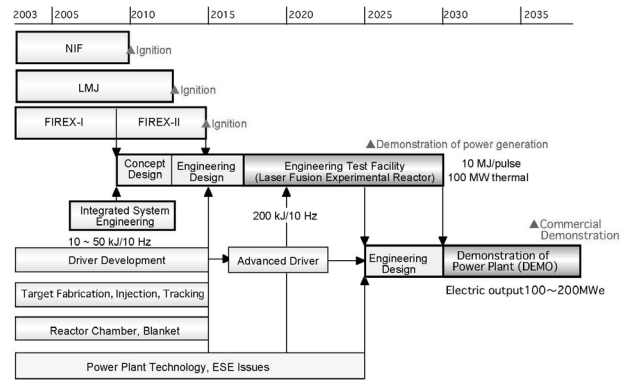 2003 2005 2010 2015 2020 2025 2030 2035
NIF
▲Ignition
LMJ
▲Ignition
FIREX-I FIREX-II ▲Ignition
▲Demonstration of power generation
Concept
Design
Engineering
Design
Engineering Test Facility
(Laser Fusion Experimental Reactor)
10 MJ/pulse
100 MW thermal
Integrated System
Engineering
200 kJ/10 Hz
▲Commercial
Demonstration
10 ~ 50 kJ/10 Hz
Driver Development
Advanced Driver
Engineering
Design
Demonstration of
Power Plant (DEMO)
Target Fabrication, Injection, Tracking
Electric output100～200MWe
Reactor Chamber, Blanket
Power Plant Technology, ESE Issues